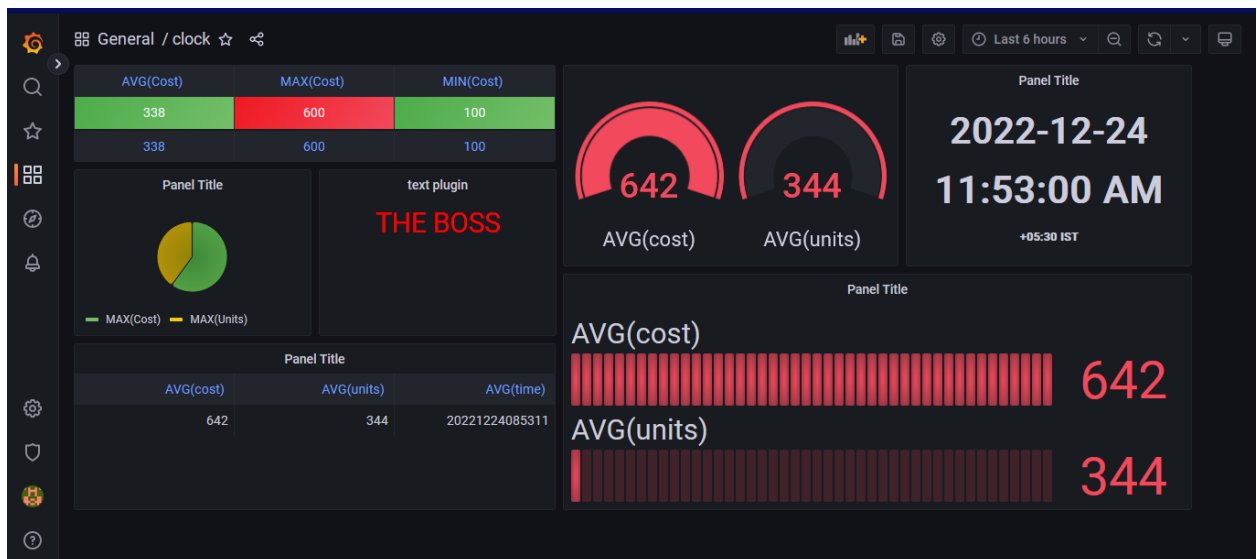 General / clock
Last 6 hours
AVG(Cost) MAX(Cost) MIN(Cost)
338 600 100
338 600 100
Panel Title
MAX(Cost) MAX(Units)
text plugin
THE BOSS
Panel Title
AVG(cost) AVG(units) AVG(time)
642 344 20221224085311
642 344
AVG(cost) AVG(units)
Panel Title
2022-12-24
11:53:00 AM
+05:30 IST
Panel Title
AVG(cost)
642
AVG(units)
344